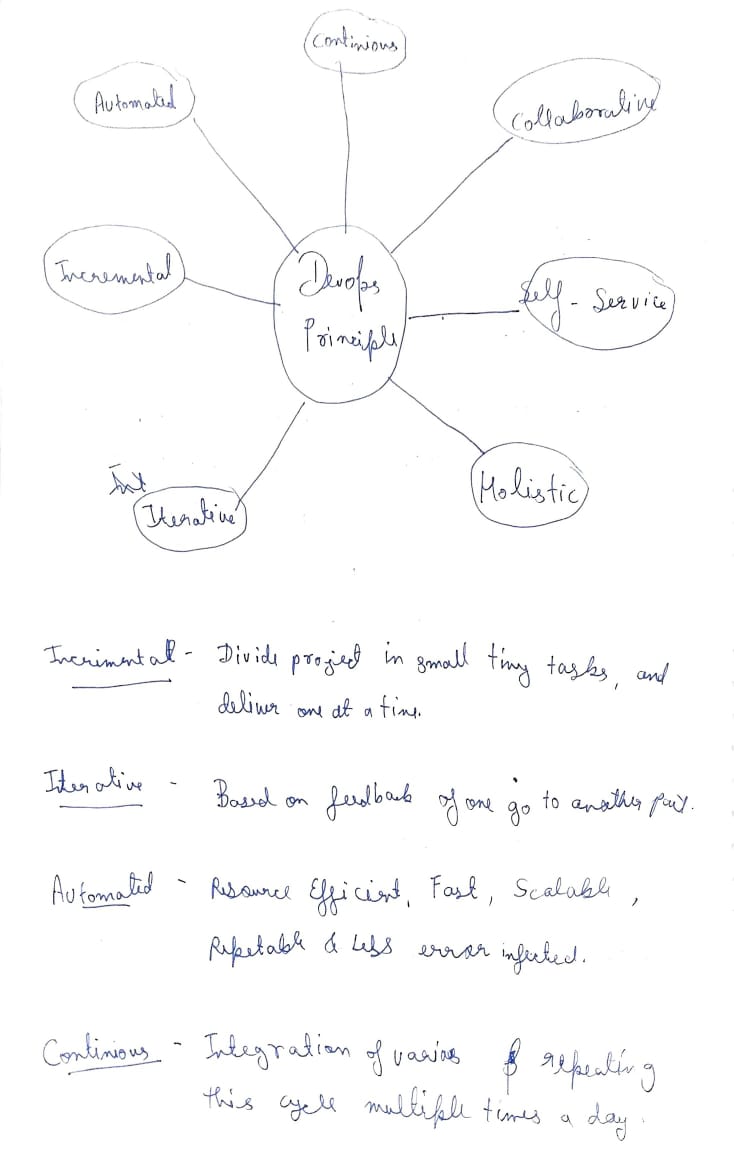 Continious
Automated
Collaborative
Incremental
Devops
Principle
Self - Service
Int
Iterative
Holistic
Incrimental - Divide project in small tiny tasks, and
deliver one at a time.
Iterative - Based on feedback of one go to another part.
Automated - Resource Efficient, Fast, Scalable,
Repetable & Less error infected.
Continious - Integration of varios & repeating
this cycle multiple times a day.